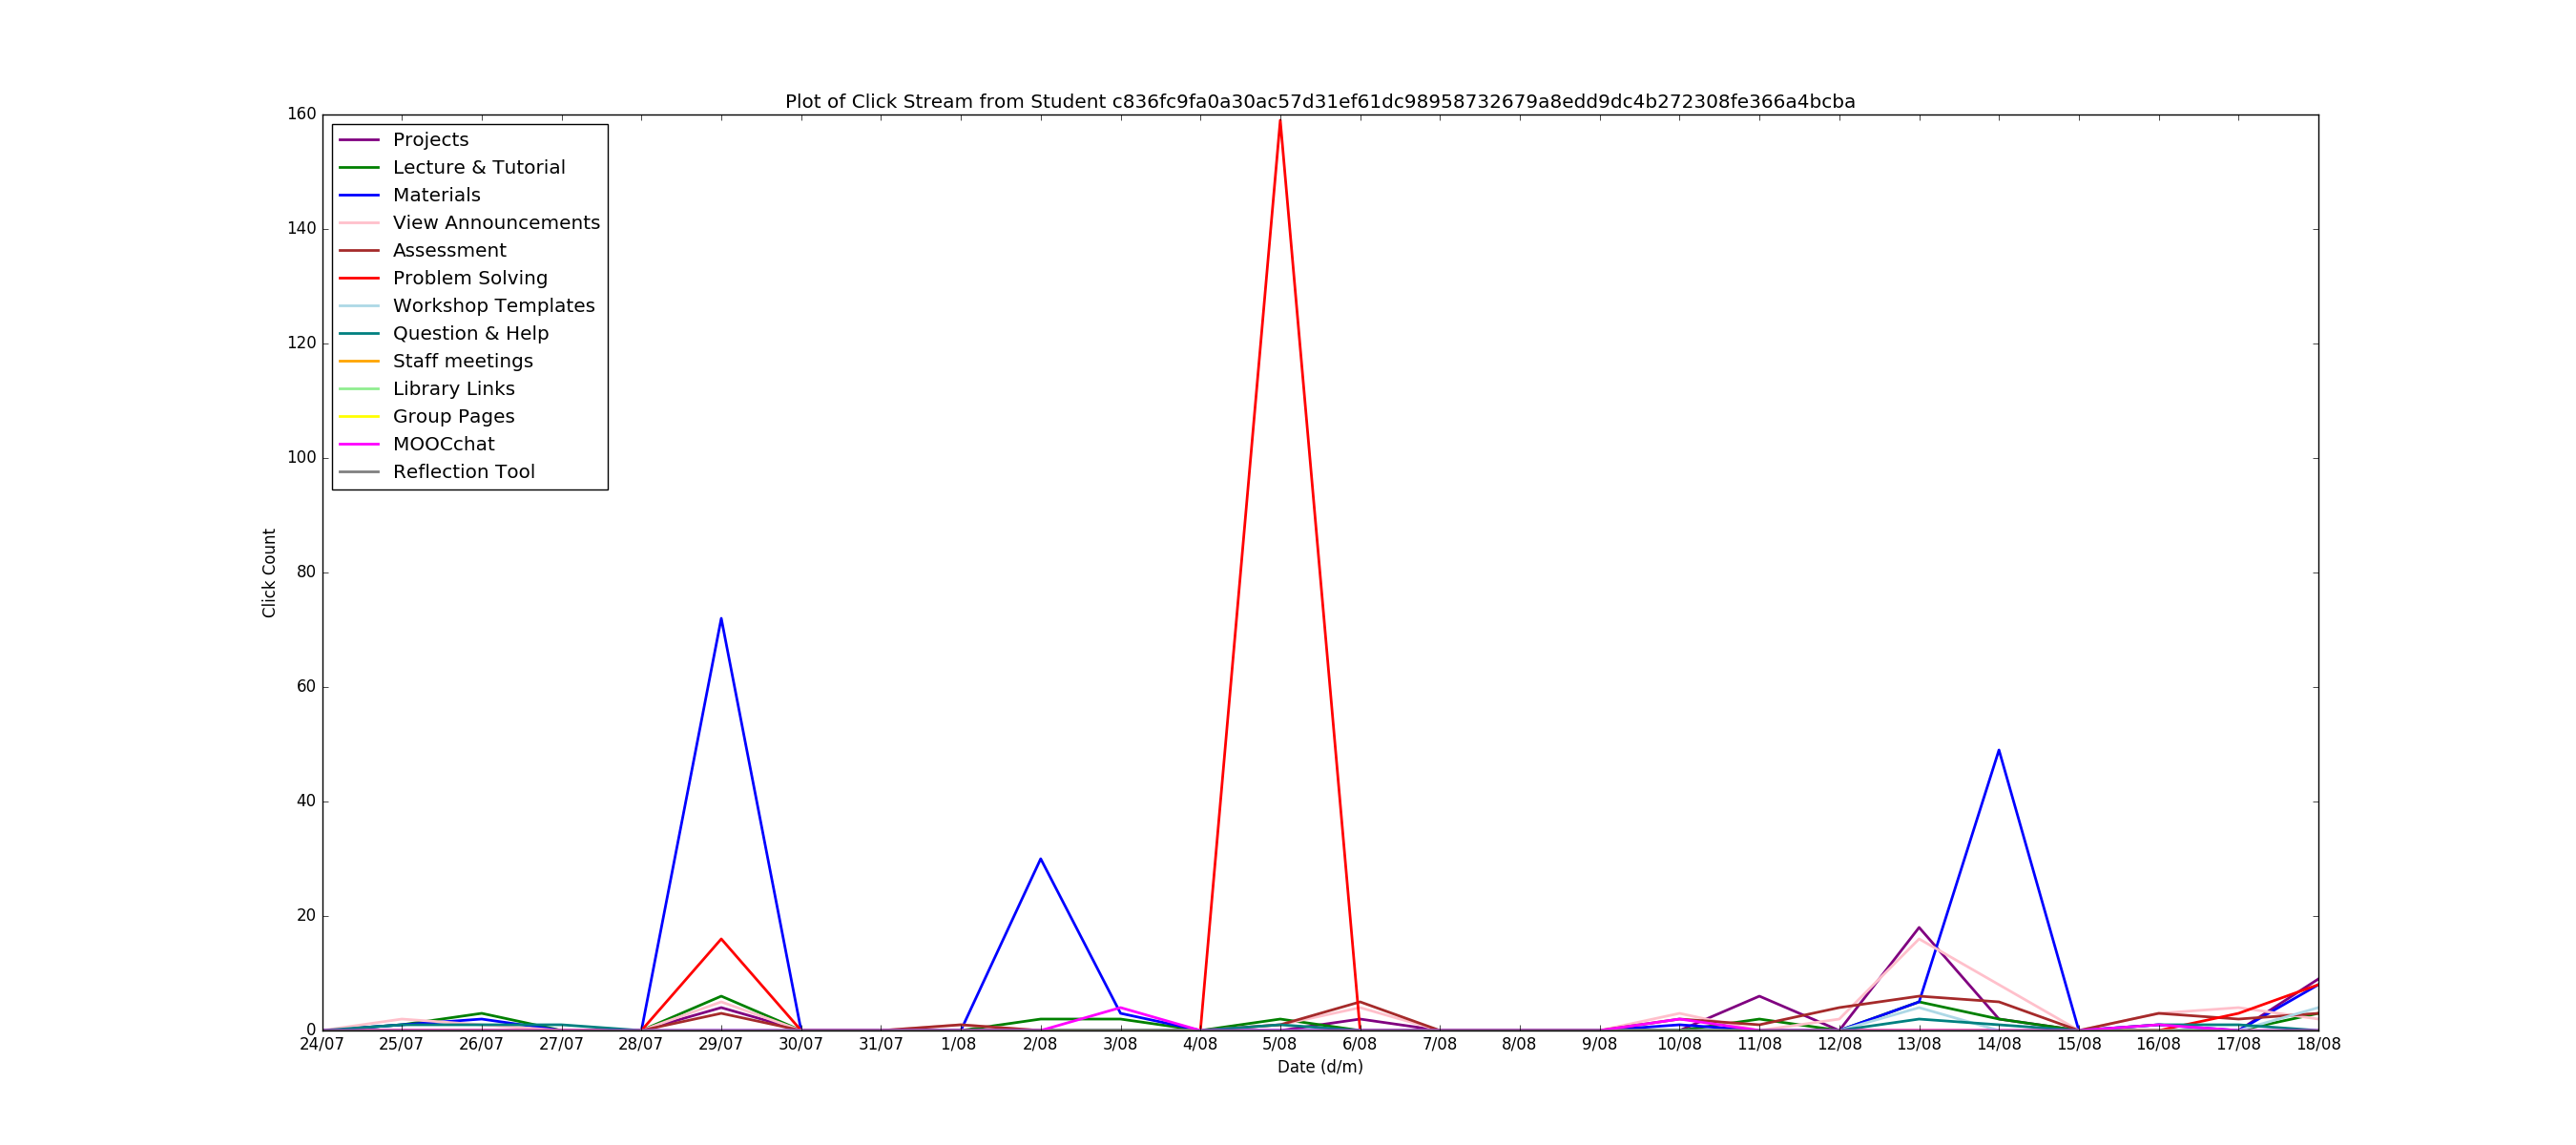 Plot of Click Stream from Student c836fc9fa0a30ac57d31ef61dc98958732679a8edd9dc4b272308fe366a4bcba
160
140
120
100
80
60
40
20
0
Click Count
Projects
Lecture & Tutorial
Materials
View Announcements
Assessment
Problem Solving
Workshop Templates
Question & Help
Staff meetings
Library Links
Group Pages
MOOCchat
Reflection Tool
24/07 25/07 26/07 27/07 28/07 29/07 30/07 31/07 1/08 2/08 3/08 4/08 5/08 6/08 7/08 8/08 9/08 10/08 11/08 12/08 13/08 14/08 15/08 16/08 17/08 18/08
Date (d/m)